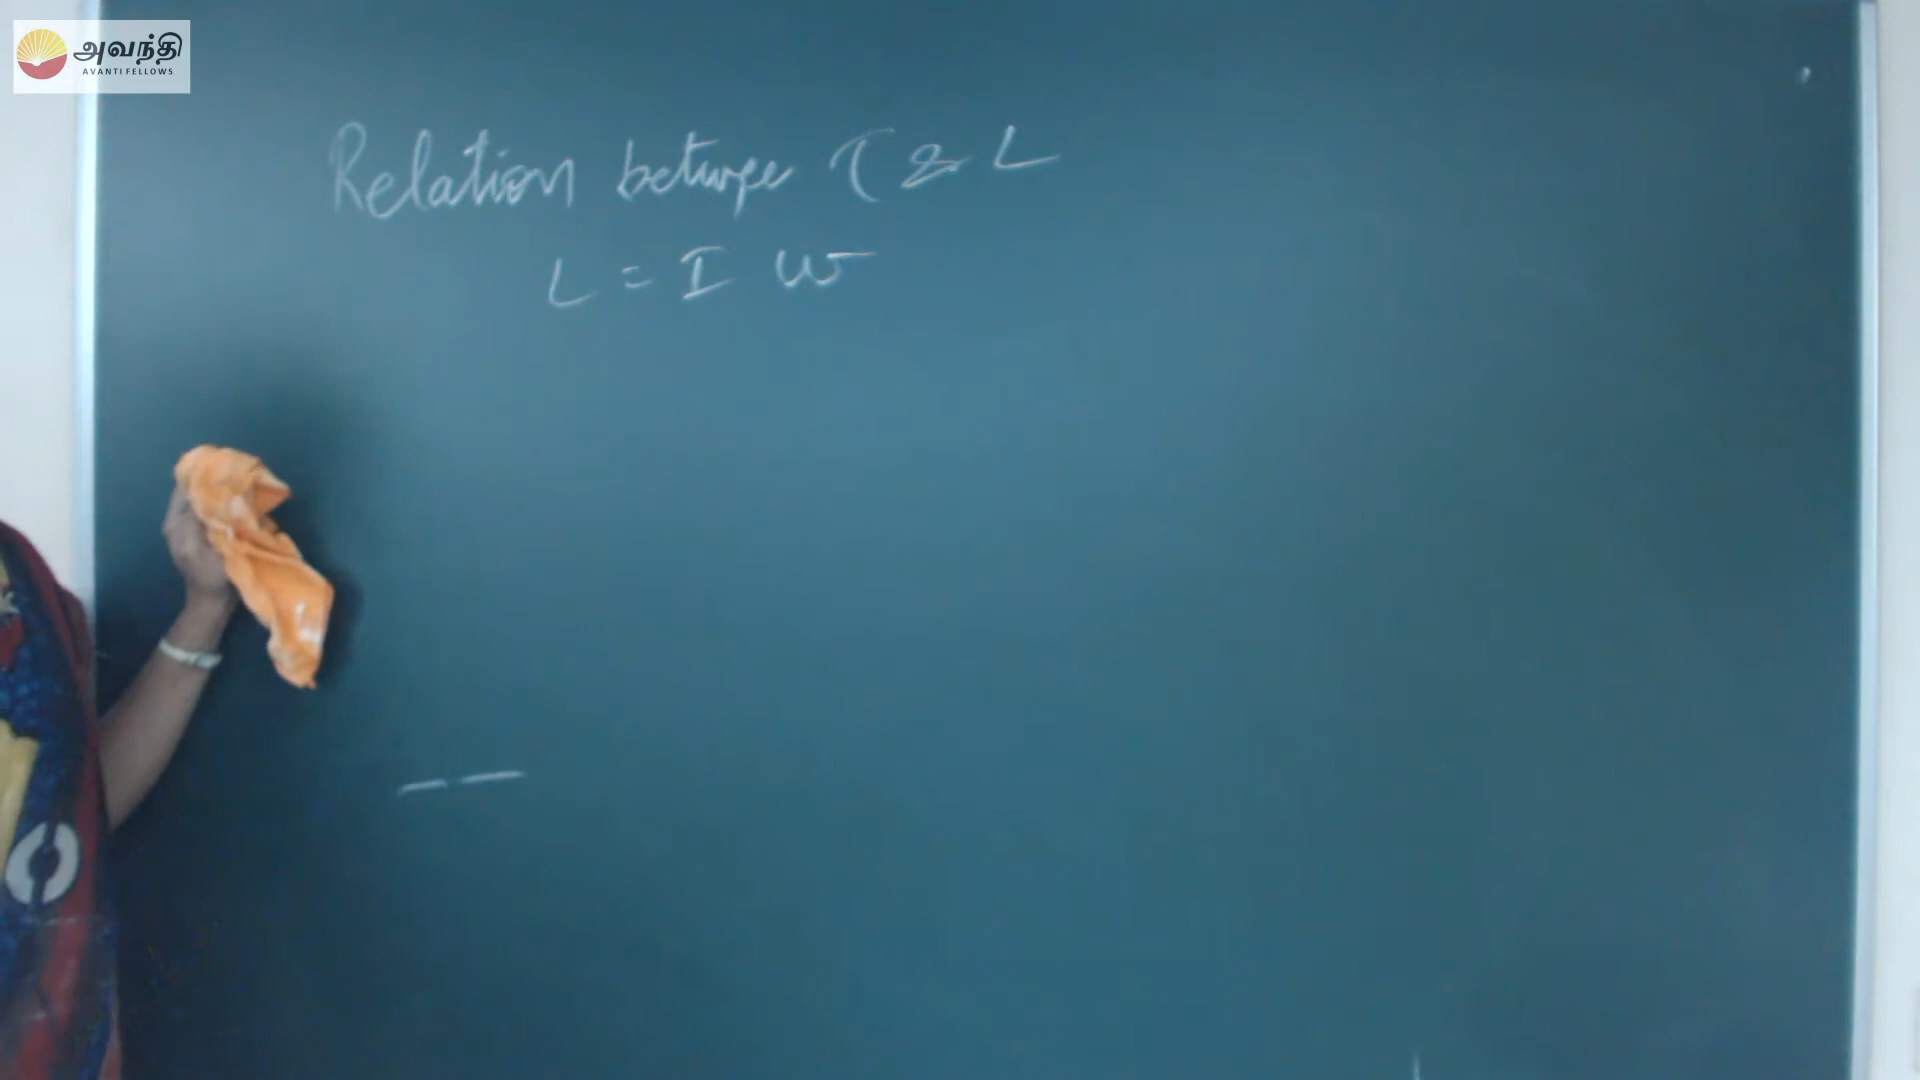 அவந்தி
AVANTI FELLOWS
Relation betwee τ & L
L = I ω